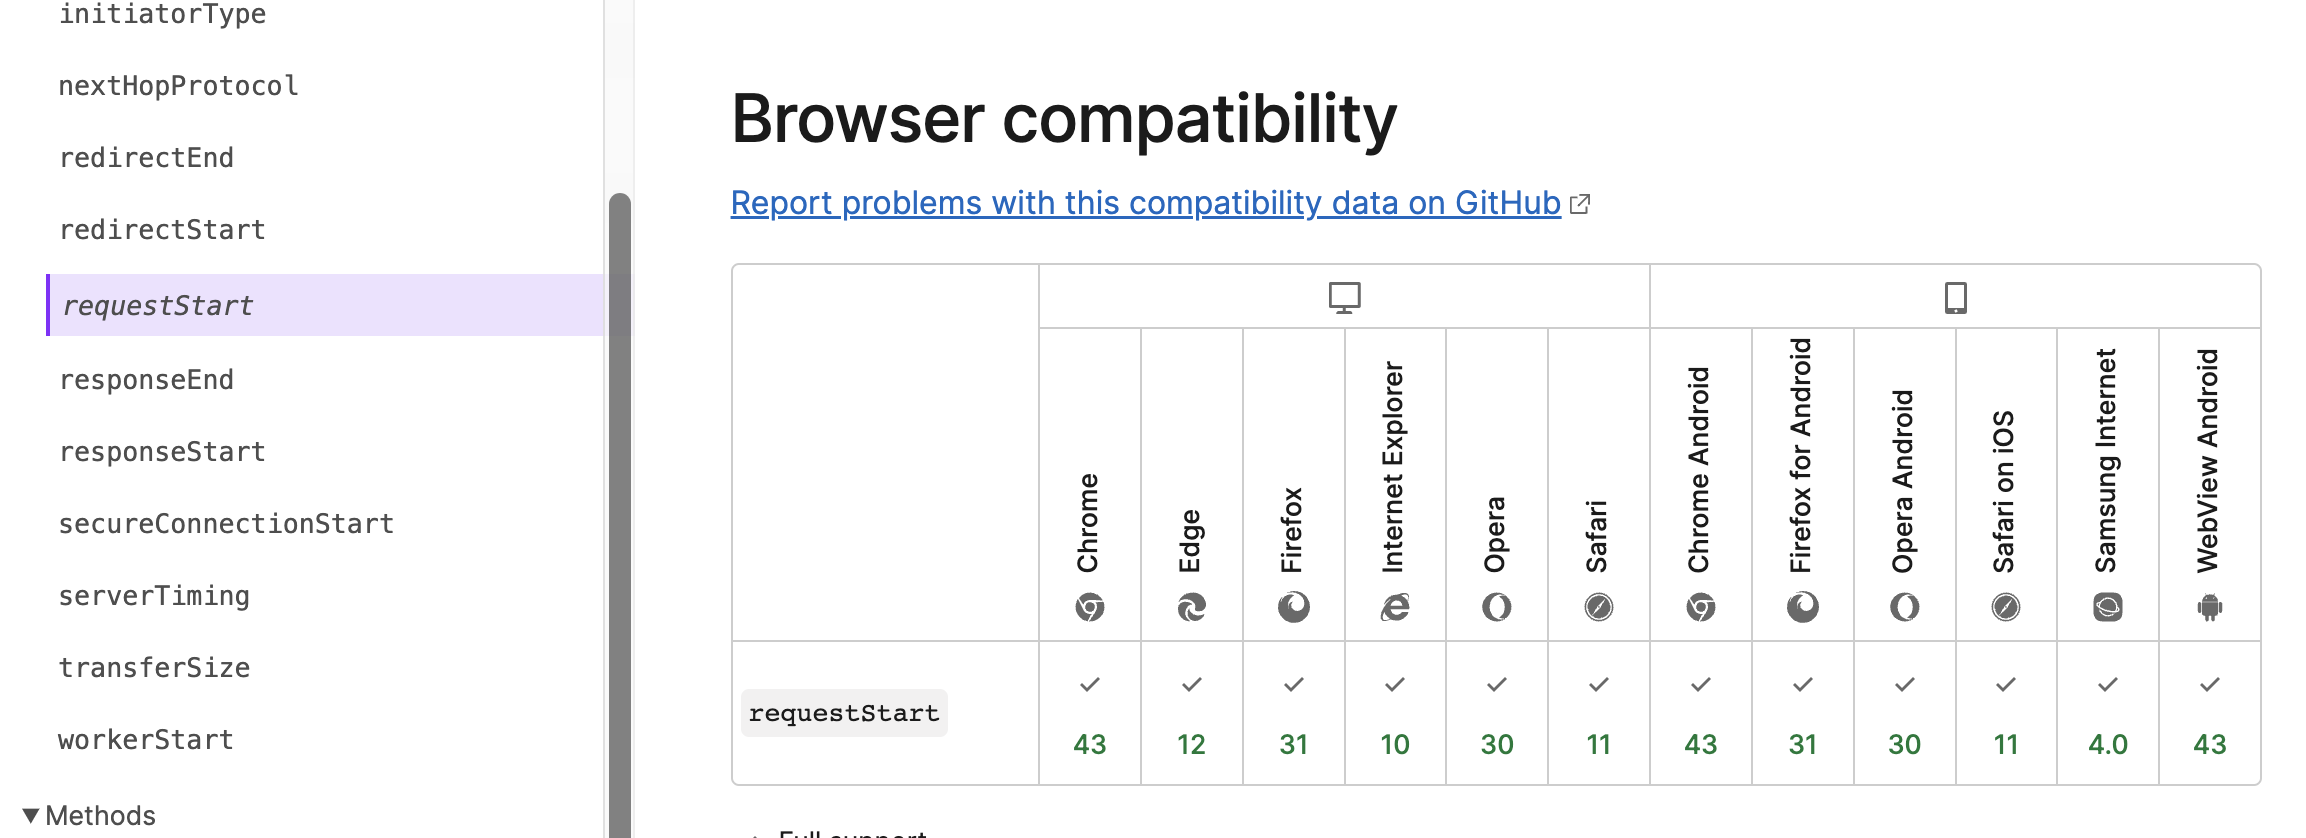 initiatorType
nextHopProtocol
redirectEnd
redirectStart
requestStart
responseEnd
responseStart
secureConnectionStart
serverTiming
transferSize
workerStart
Methods
Browser compatibility
Report problems with this compatibility data on GitHub
Chrome
Edge
Firefox
Internet Explorer
Opera
Safari
Chrome Android
Firefox for Android
Opera Android
Safari on iOS
Samsung Internet
WebView Android
requestStart
43 12 31 10 30 11 43 31 30 11 4.0 43
Full support